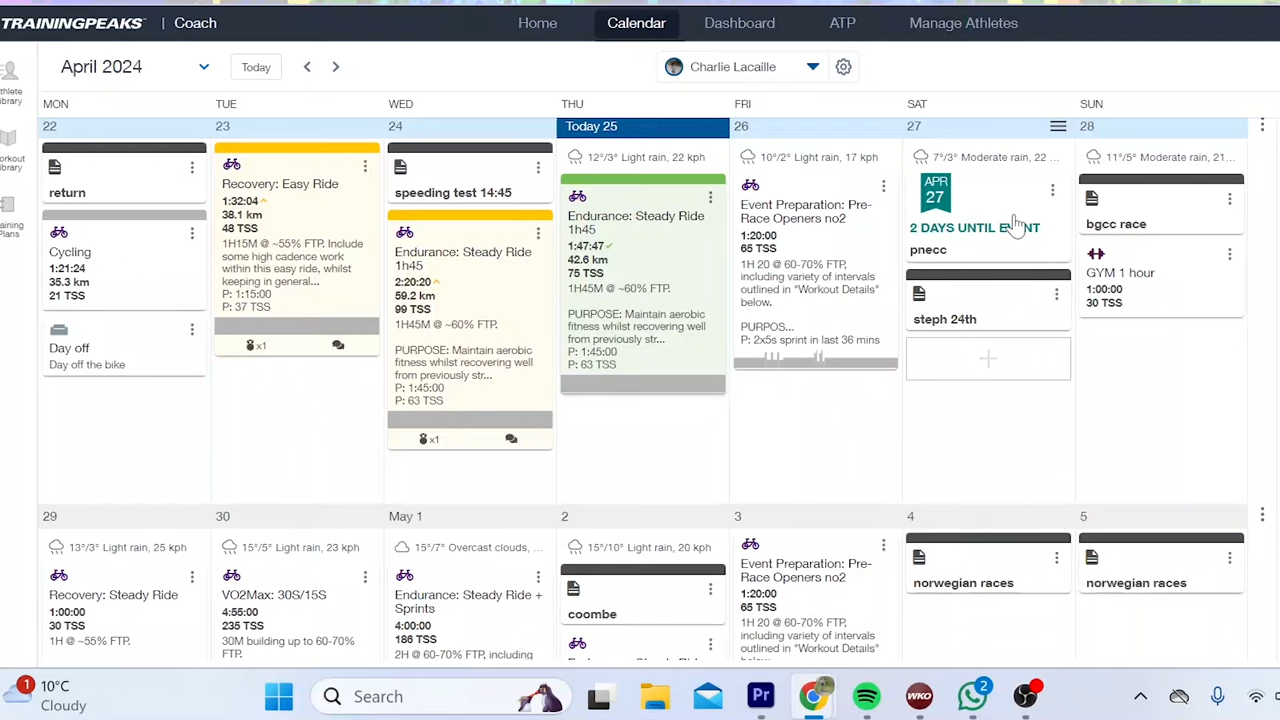 TRAININGPEAKS | Coach
Home
Calendar
Dashboard
ATP
Manage Athletes
April 2024
Today
Charlie Lacaille
MON
TUE
WED
THU
FRI
SAT
SUN
22
return
Cycling
1:21:24
35.3 km
21 TSS
Day off
Day off the bike
23
Recovery: Easy Ride
1:32:04
38.1 km
48 TSS
1H15M @ ~55% FTP. Include
some high cadence work
within this easy ride, whilst
keeping in general...
P: 1:15:00
P: 37 TSS
x1
24
speeding test 14:45
Endurance: Steady Ride
1h45
2:20:20
59.2 km
99 TSS
1H45M @ ~60% FTP.
PURPOSE: Maintain aerobic
fitness whilst recovering well
from previously str...
P: 1:45:00
P: 63 TSS
x1
Today 25
12°/3° Light rain, 22 kph
Endurance: Steady Ride
1h45
1:47:47
42.6 km
75 TSS
1H45M @ ~60% FTP.
PURPOSE: Maintain aerobic
fitness whilst recovering well
from previously str...
P: 1:45:00
P: 63 TSS
26
10°/2° Light rain, 17 kph
Event Preparation: Pre-
Race Openers no2
1:20:00
65 TSS
1H 20 @ 60-70% FTP,
including variety of intervals
outlined in "Workout Details"
below.
PURPOS...
P: 2x5s sprint in last 36 mins
27
7°/3° Moderate rain, 22 ...
APR
27
2 DAYS UNTIL EVENT
pnecc
steph 24th
28
11°/5° Moderate rain, 21...
bgcc race
GYM 1 hour
1:00:00
30 TSS
29
13°/3° Light rain, 25 kph
Recovery: Steady Ride
1:00:00
30 TSS
1H @ ~55% FTP.
30
15°/5° Light rain, 23 kph
VO2Max: 30S/15S
4:55:00
235 TSS
30M building up to 60-70%
FTP.
May 1
15°/7° Overcast clouds, ...
Endurance: Steady Ride +
Sprints
4:00:00
186 TSS
2H @ 60-70% FTP, including
2
15°/10° Light rain, 20 kph
coombe
3
Event Preparation: Pre-
Race Openers no2
1:20:00
65 TSS
1H 20 @ 60-70% FTP,
including variety of intervals
outlined in "Workout Details"
4
norwegian races
5
norwegian races
1
10°C
Cloudy
Search
Pr
WKO
2